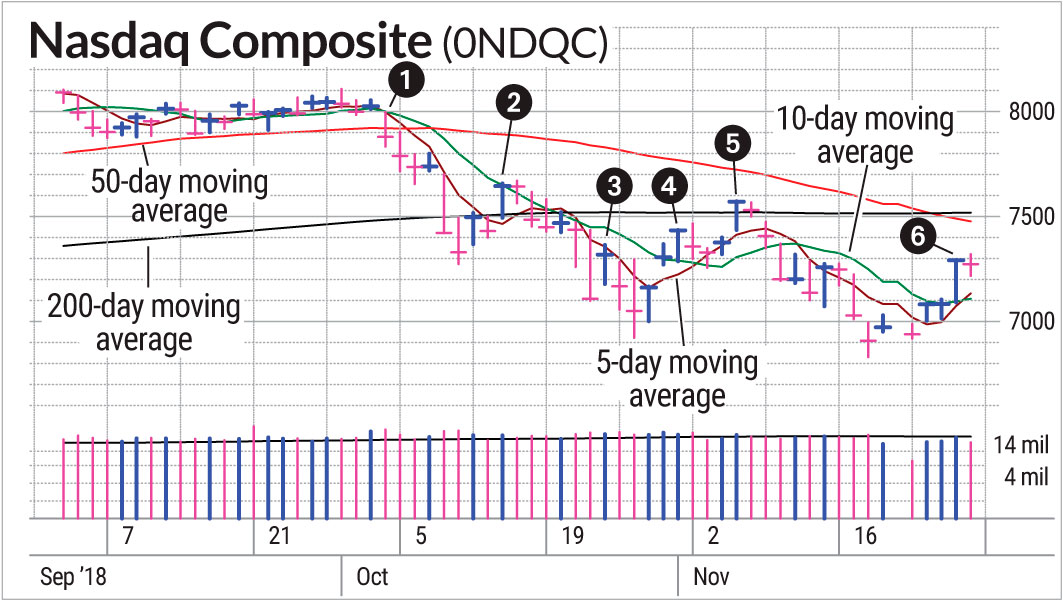 Nasdaq Composite (0NDQC)
1
2
8000
10-day moving
average
5
50-day moving
average
3
4
7500
6
200-day moving
average
7000
5-day moving
average
14 mil
4 mil
7 21 5 19 2 16
Sep ’18 Oct Nov